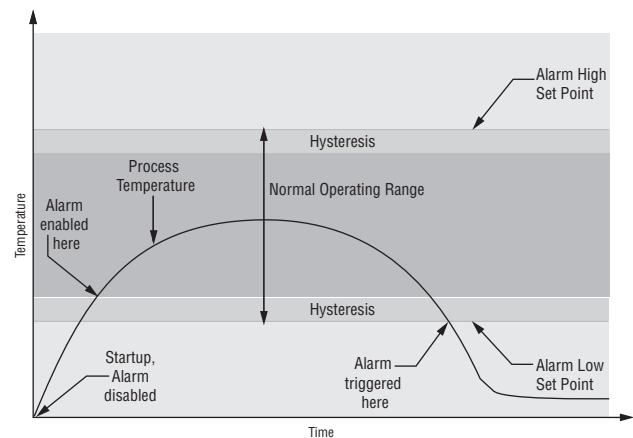 Alarm High
Set Point
Hysteresis
Process
Temperature
Normal Operating Range
Alarm
enabled
here
Temperature
Hysteresis
Startup,
Alarm
disabled
Alarm
triggered
here
Alarm Low
Set Point
Time